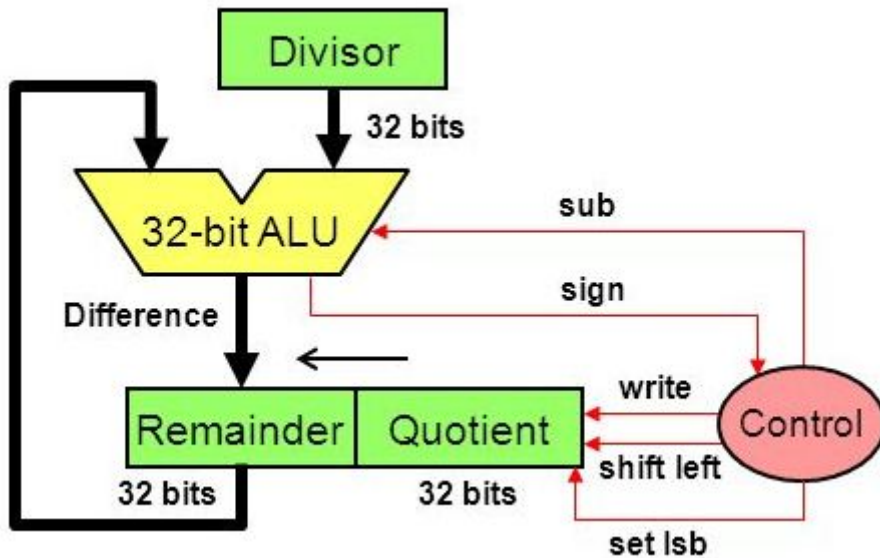 Divisor
32 bits
32-bit ALU
sub
sign
Difference
write
Remainder
Quotient
Control
shift left
32 bits
32 bits
set lsb